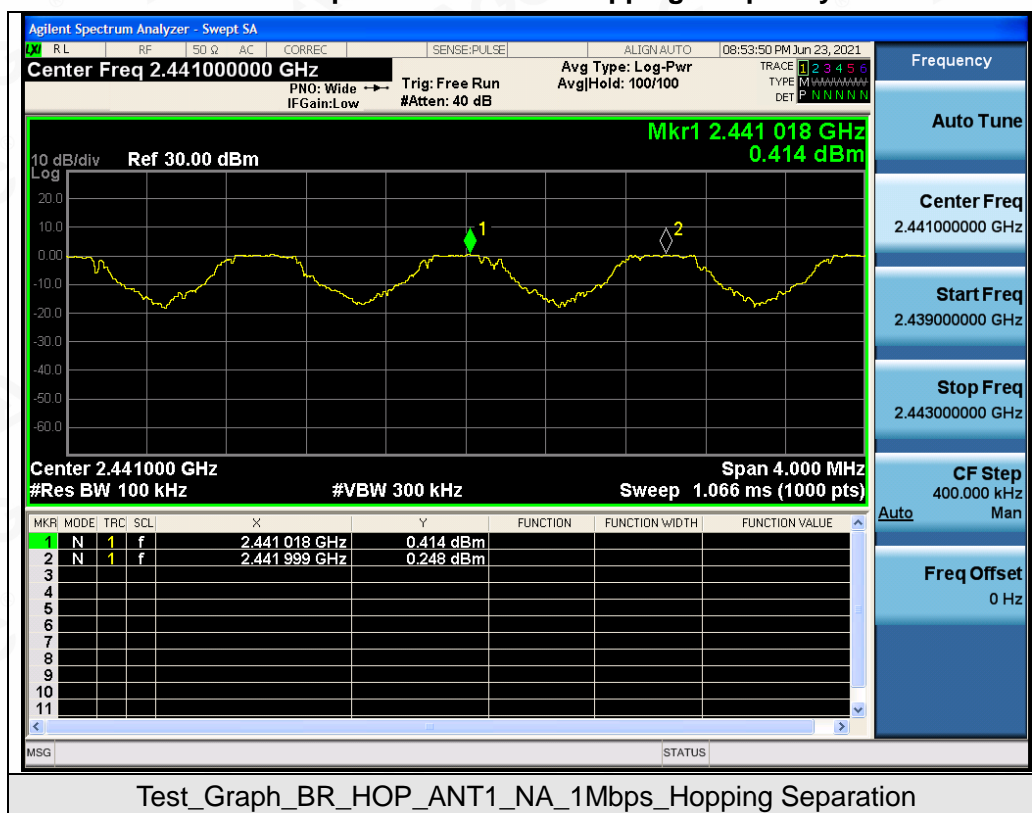 Agilent Spectrum Analyzer - Swept SA
LXI RL RF 50 Ω AC CORREC SENSE:PULSE ALIGN AUTO 08:53:50 PM Jun 23, 2021
Center Freq 2.441000000 GHz
PNO: Wide
IFGain:Low
Trig: Free Run
#Atten: 40 dB
Avg Type: Log-Pwr
Avg|Hold: 100/100
TRACE 1 2 3 4 5 6
TYPE M W W W W W
DET P N N N N N
Mkr1 2.441 018 GHz
0.414 dBm
10 dB/div Ref 30.00 dBm
Log
20.0
10.0
0.00
-10.0
-20.0
-30.0
-40.0
-50.0
-60.0
1
2
Center 2.441000 GHz Span 4.000 MHz
#Res BW 100 kHz #VBW 300 kHz Sweep 1.066 ms (1000 pts)
MKR MODE TRC SCL X Y FUNCTION FUNCTION WIDTH FUNCTION VALUE
1 N 1 f 2.441 018 GHz 0.414 dBm
2 N 1 f 2.441 999 GHz 0.248 dBm
3
4
5
6
7
8
9
10
11
MSG STATUS
Frequency
Auto Tune
Center Freq
2.441000000 GHz
Start Freq
2.439000000 GHz
Stop Freq
2.443000000 GHz
CF Step
400.000 kHz
Auto Man
Freq Offset
0 Hz
Test_Graph_BR_HOP_ANT1_NA_1Mbps_Hopping Separation